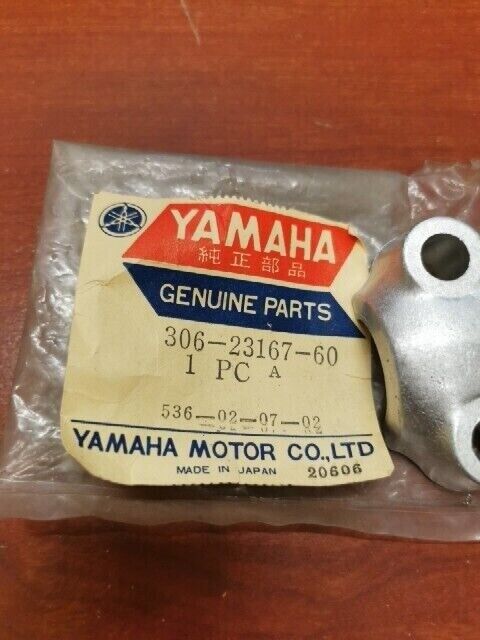 YAMAHA
純正部品
GENUINE PARTS
306-23167-60
1 PC A
536-02-07-02
YAMAHA MOTOR CO.,LTD
MADE IN JAPAN 20606